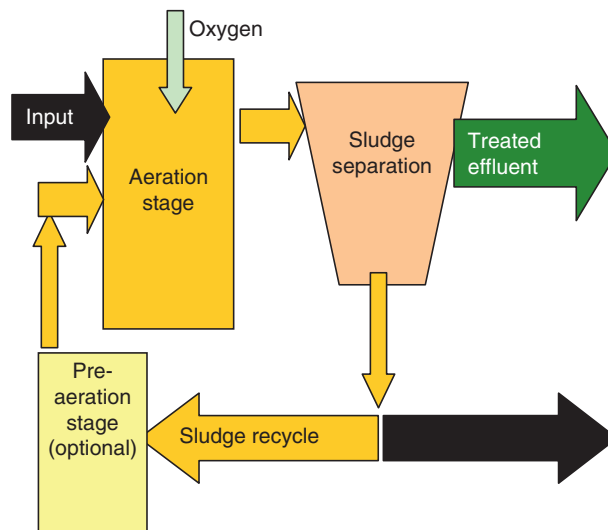 Oxygen
Input
Aeration
stage
Sludge
separation
Treated
effluent
Pre-
aeration
stage
(optional)
Sludge recycle